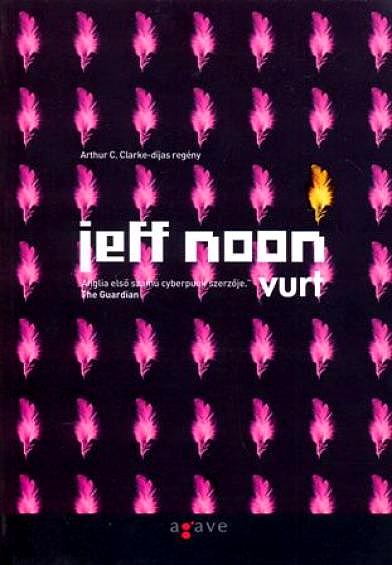 Arthur C. Clarke-díjas regény
jeff noon
vurt
"Anglia első számú cyberpunk szerzője."
The Guardian
agave